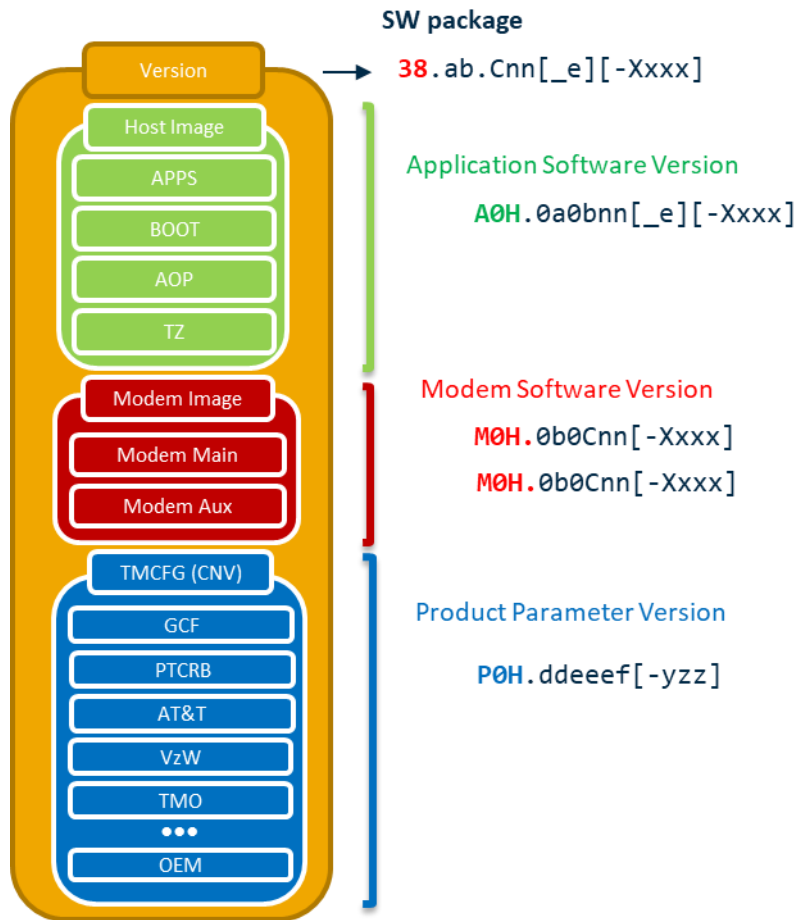 SW package
Version
38.ab.Cnn[_e][-Xxxx]
Host Image
APPS
BOOT
AOP
TZ
Application Software Version
A0H.0a0bnn[_e][-Xxxx]
Modem Image
Modem Main
Modem Aux
Modem Software Version
M0H.0b0Cnn[-Xxxx]
M0H.0b0Cnn[-Xxxx]
TMCFG (CNV)
GCF
PTCRB
AT&T
VzW
TMO
•••
OEM
Product Parameter Version
P0H.ddeeef[-yzz]